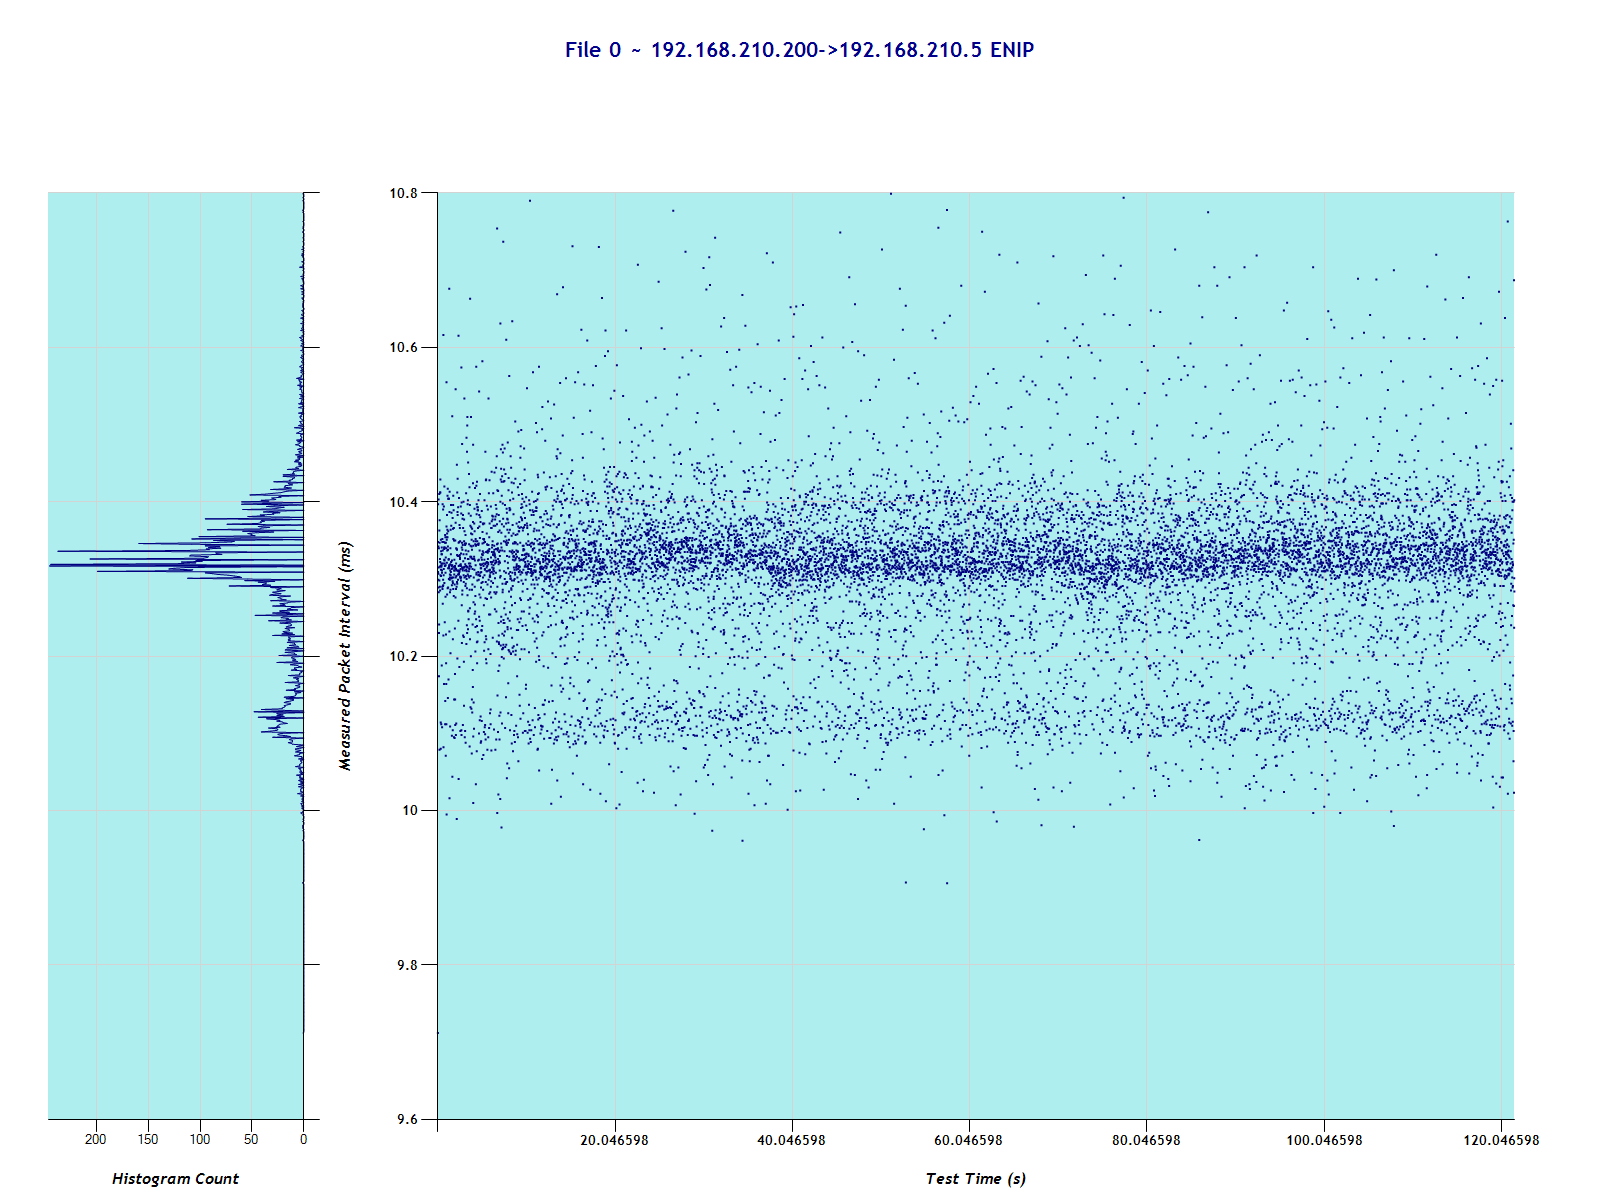 File 0 ~ 192.168.210.200->192.168.210.5 ENIP
10.8
10.6
10.4
10.2
10
9.8
9.6
Measured Packet Interval (ms)
200 150 100 50 0
20.046598 40.046598 60.046598 80.046598 100.046598 120.046598
Histogram Count
Test Time (s)